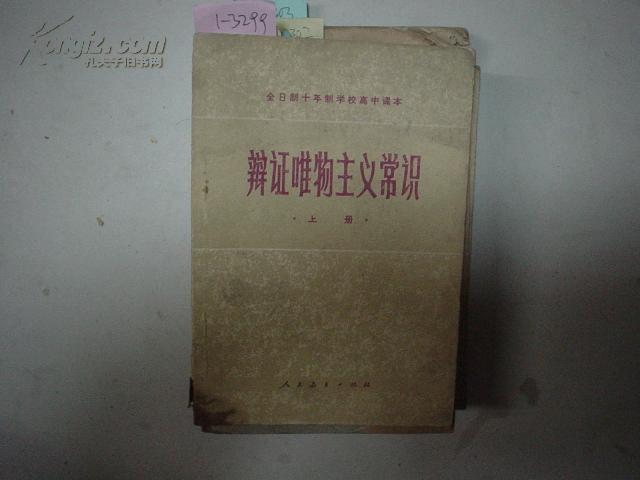 1-3299
303
302
Kongfz.com
孔夫子旧书网
全日制十年制学校高中课本
辩证唯物主义常识
·上 册·
人民教育出版社